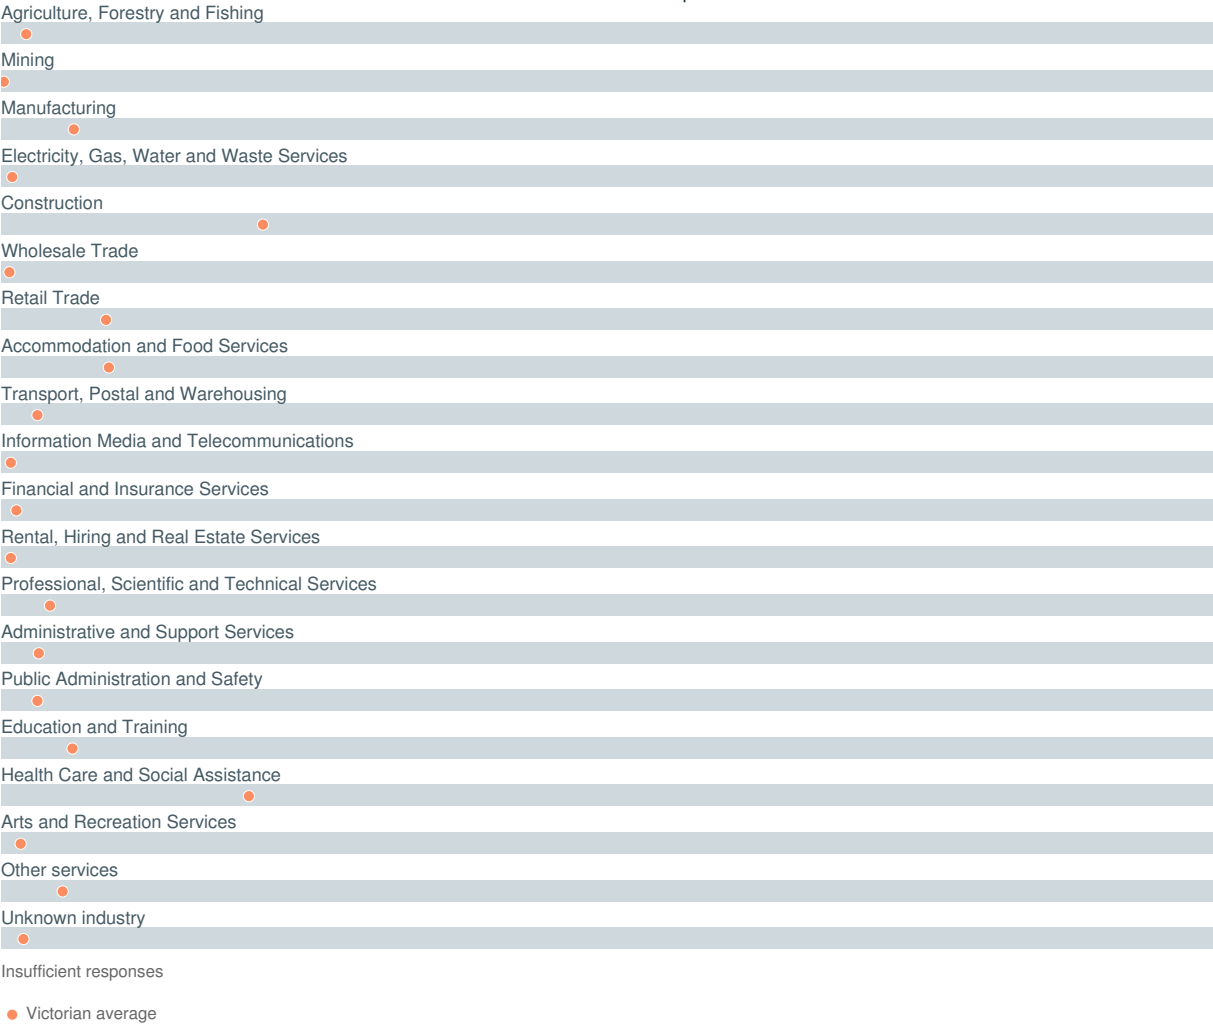 Agriculture, Forestry and Fishing
Mining
Manufacturing
Electricity, Gas, Water and Waste Services
Construction
Wholesale Trade
Retail Trade
Accommodation and Food Services
Transport, Postal and Warehousing
Information Media and Telecommunications
Financial and Insurance Services
Rental, Hiring and Real Estate Services
Professional, Scientific and Technical Services
Administrative and Support Services
Public Administration and Safety
Education and Training
Health Care and Social Assistance
Arts and Recreation Services
Other services
Unknown industry
Insufficient responses
Victorian average